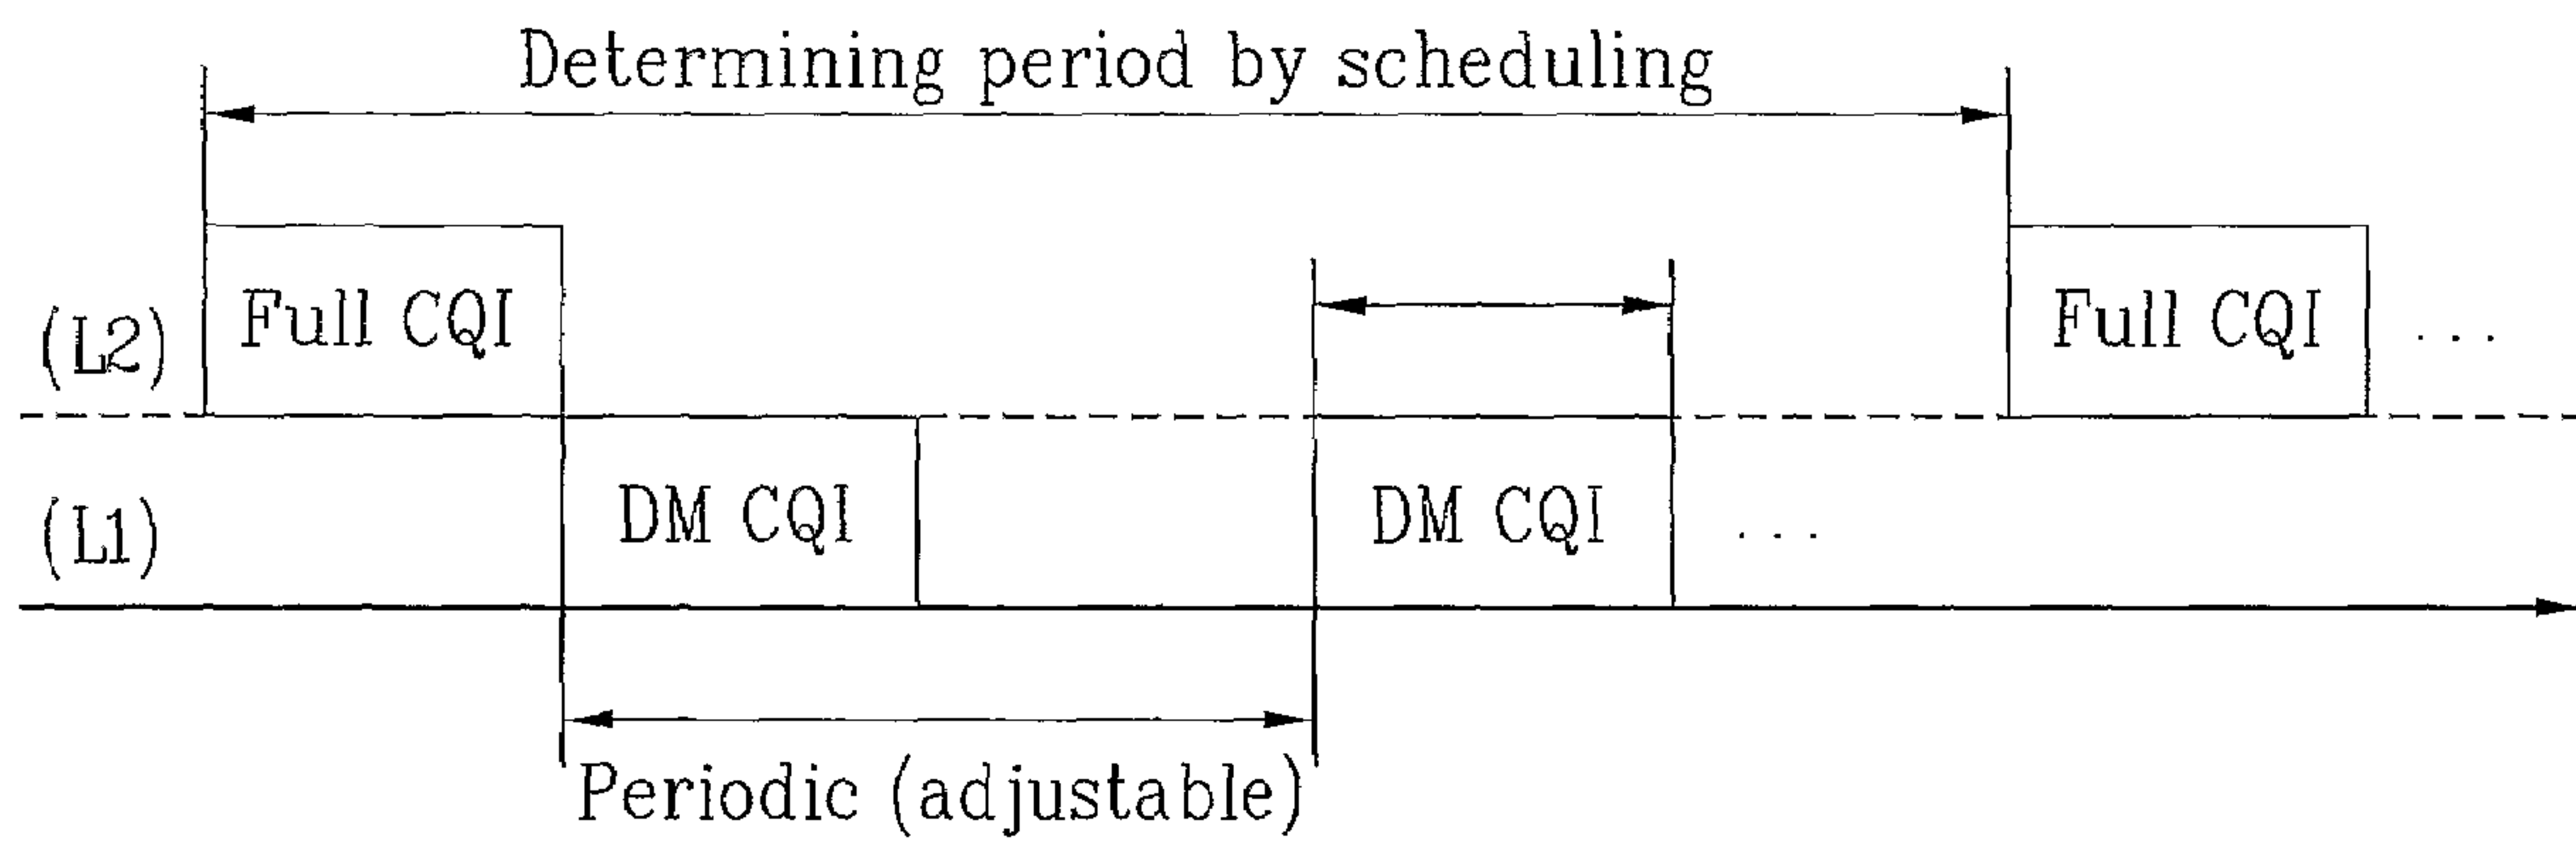 Determining period by scheduling
(L2) Full CQI Full CQI ...
(L1) DM CQI DM CQI ...
Periodic (adjustable)